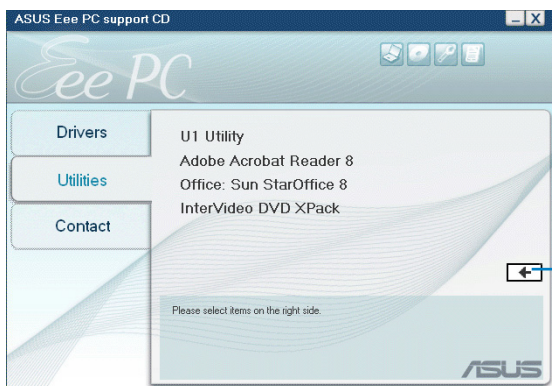 ASUS Eee PC support CD
Eee PC
Drivers
Utilities
Contact
U1 Utility
Adobe Acrobat Reader 8
Office: Sun StarOffice 8
InterVideo DVD XPack
Please select items on the right side.
ASUS